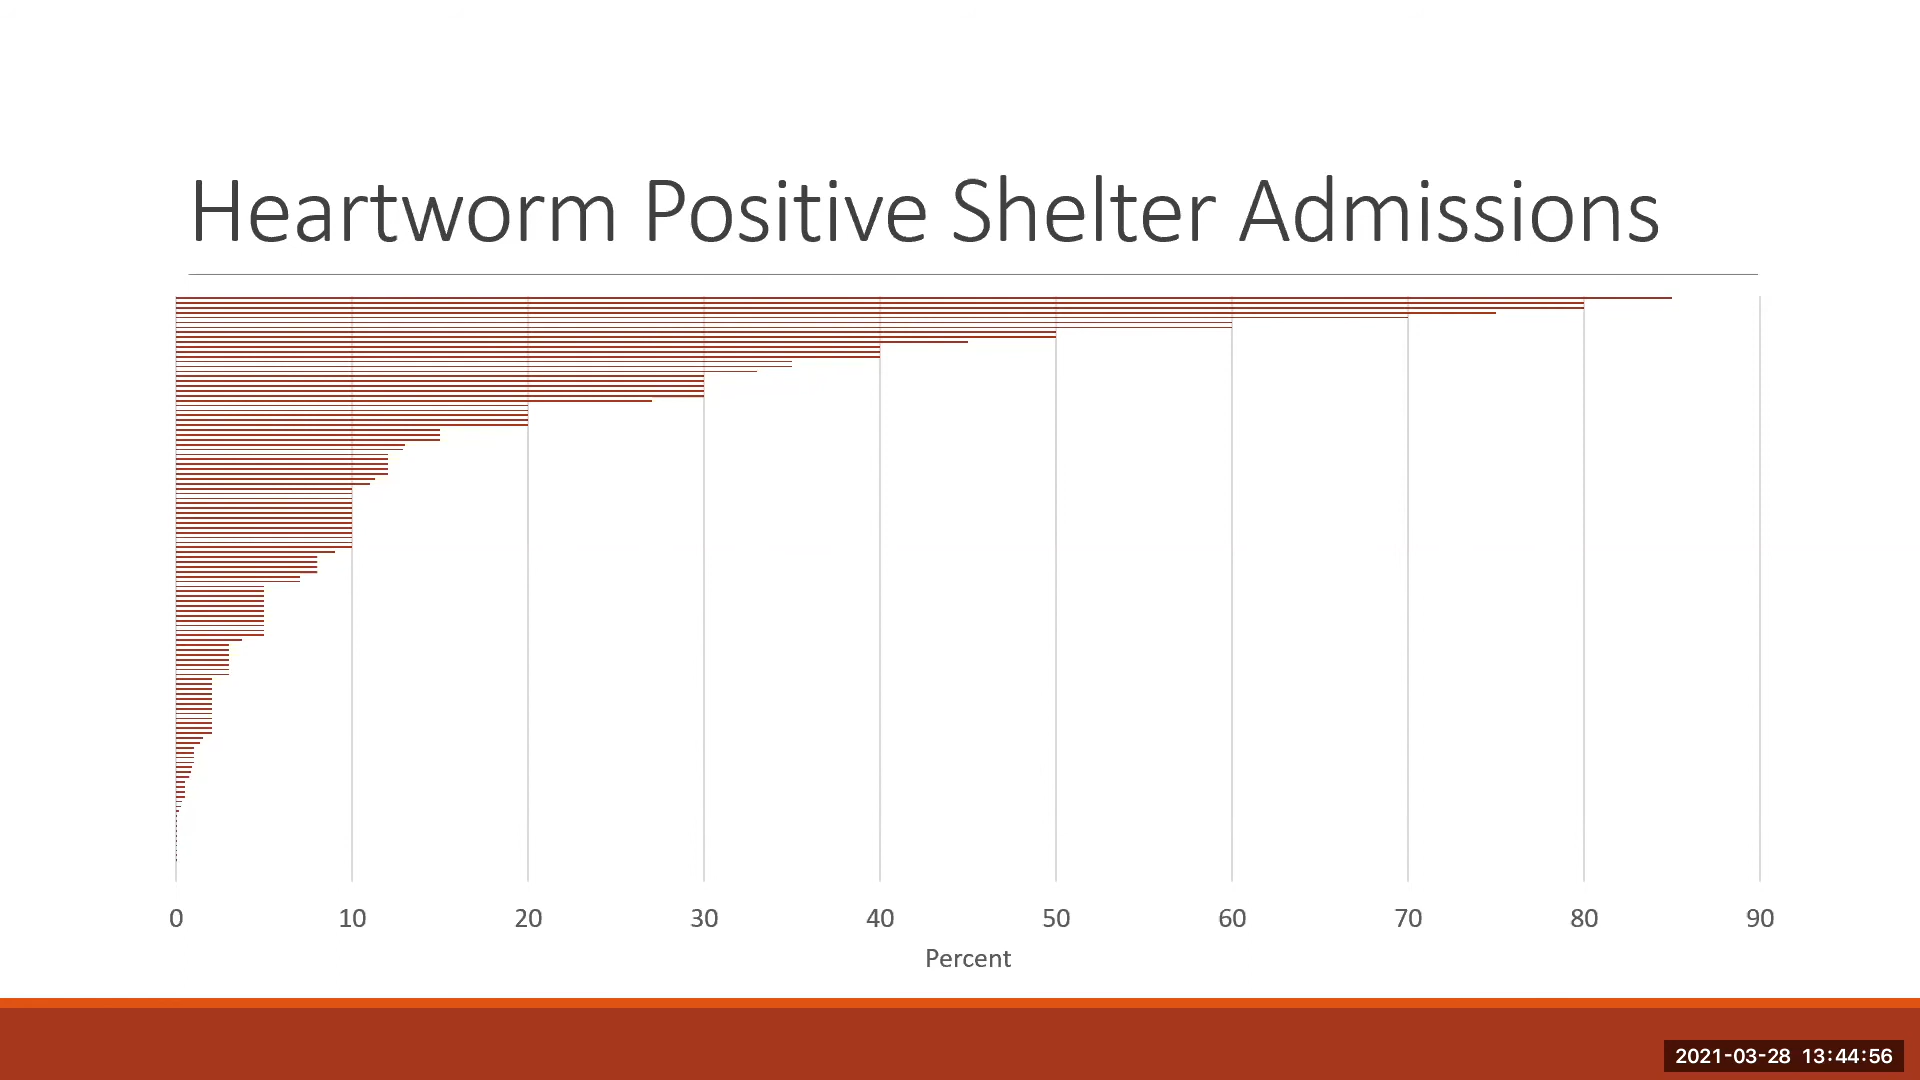 Heartworm Positive Shelter Admissions
0 10 20 30 40 50 60 70 80 90
Percent
2021-03-28 13:44:56